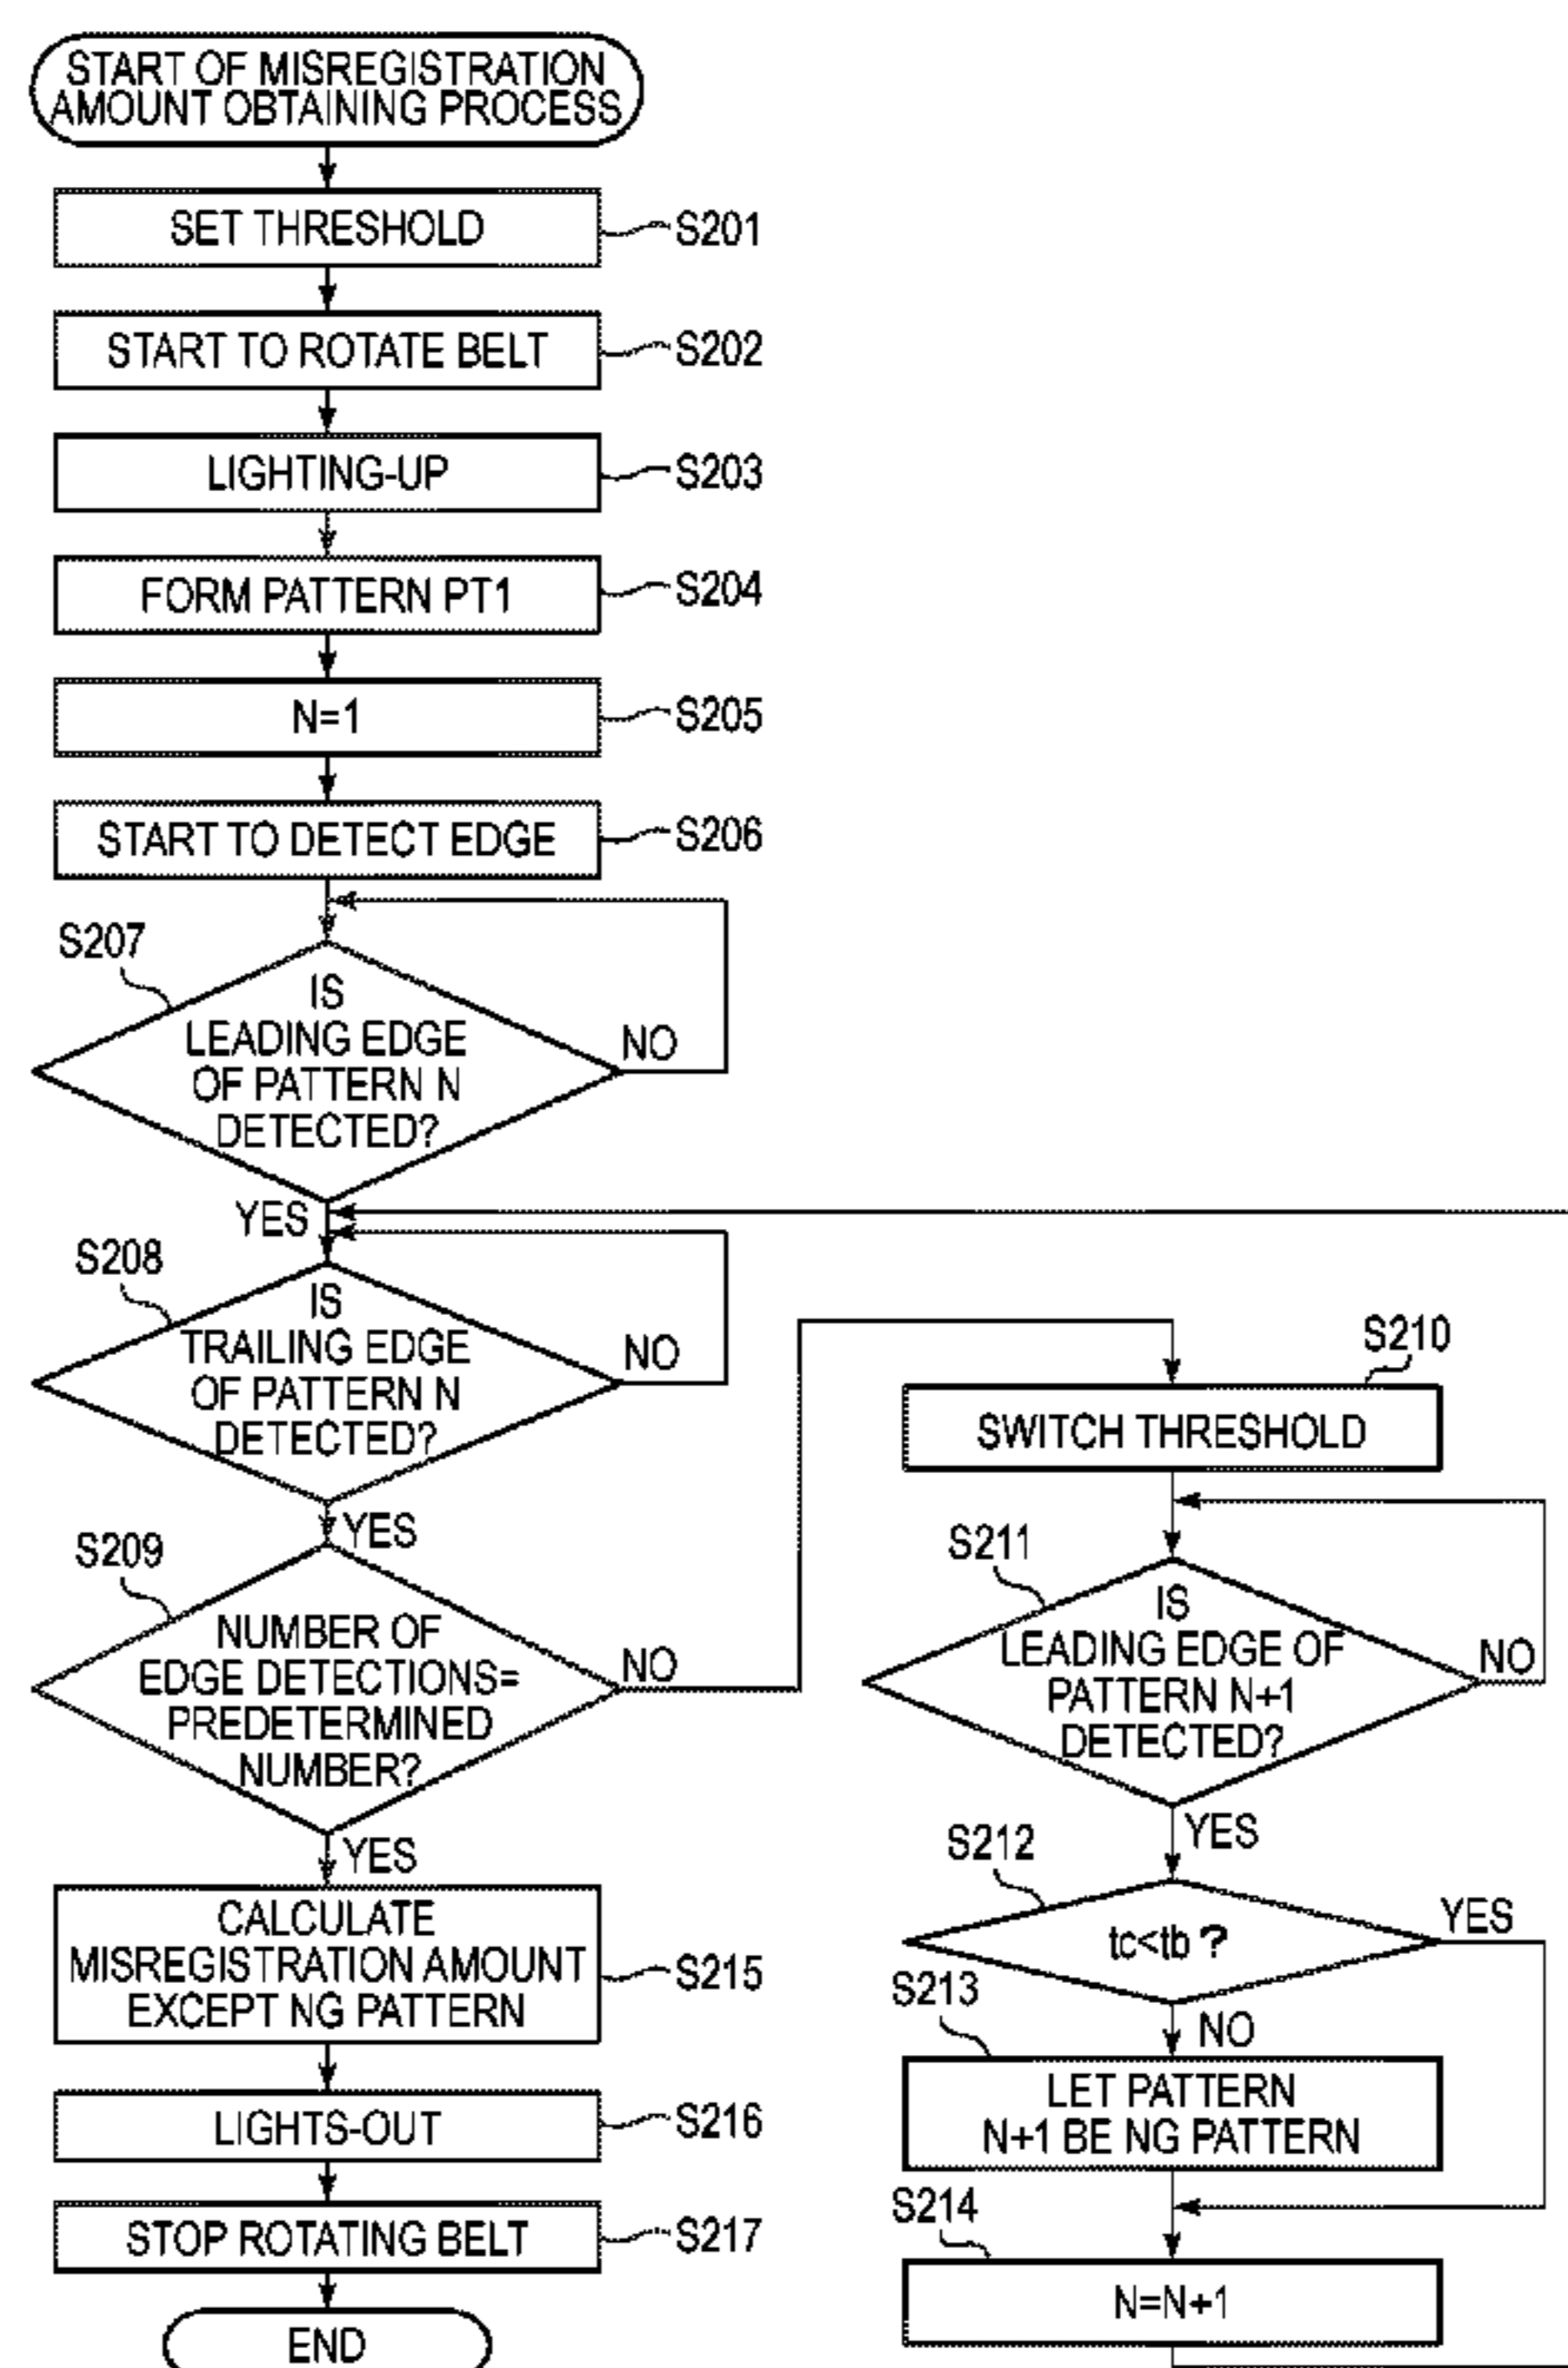 START OF MISREGISTRATION
AMOUNT OBTAINING PROCESS
SET THRESHOLD
S201
START TO ROTATE BELT
S202
LIGHTING-UP
S203
FORM PATTERN PT1
S204
N=1
S205
START TO DETECT EDGE
S206
S207
IS
LEADING EDGE
OF PATTERN N
DETECTED?
NO
YES
S208
IS
TRAILING EDGE
OF PATTERN N
DETECTED?
NO
YES
S209
NUMBER OF
EDGE DETECTIONS=
PREDETERMINED
NUMBER?
NO
YES
S210
SWITCH THRESHOLD
S211
IS
LEADING EDGE OF
PATTERN N+1
DETECTED?
NO
YES
S212
tc<tb ?
YES
NO
S213
LET PATTERN
N+1 BE NG PATTERN
S214
N=N+1
CALCULATE
MISREGISTRATION AMOUNT
EXCEPT NG PATTERN
S215
LIGHTS-OUT
S216
STOP ROTATING BELT
S217
END